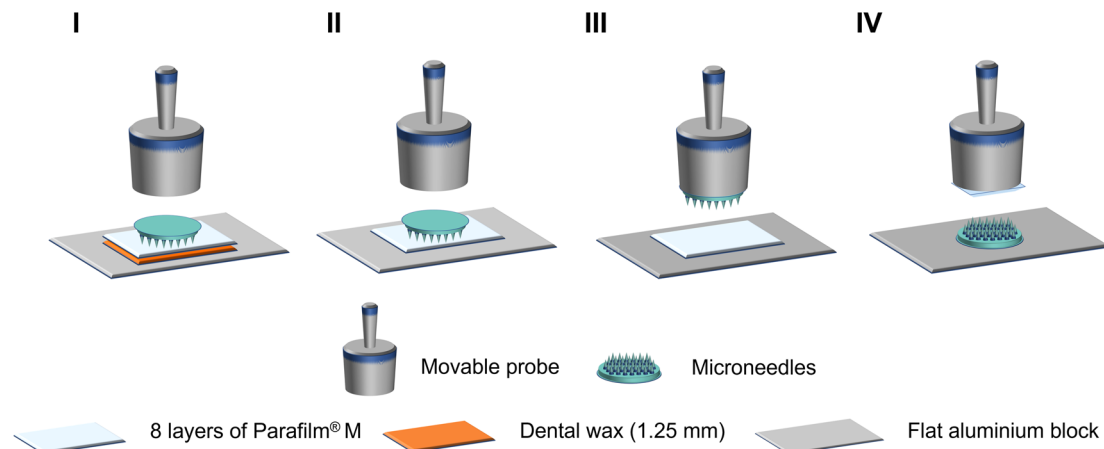 I II III IV
Movable probe Microneedles
8 layers of Parafilm® M Dental wax (1.25 mm) Flat aluminium block